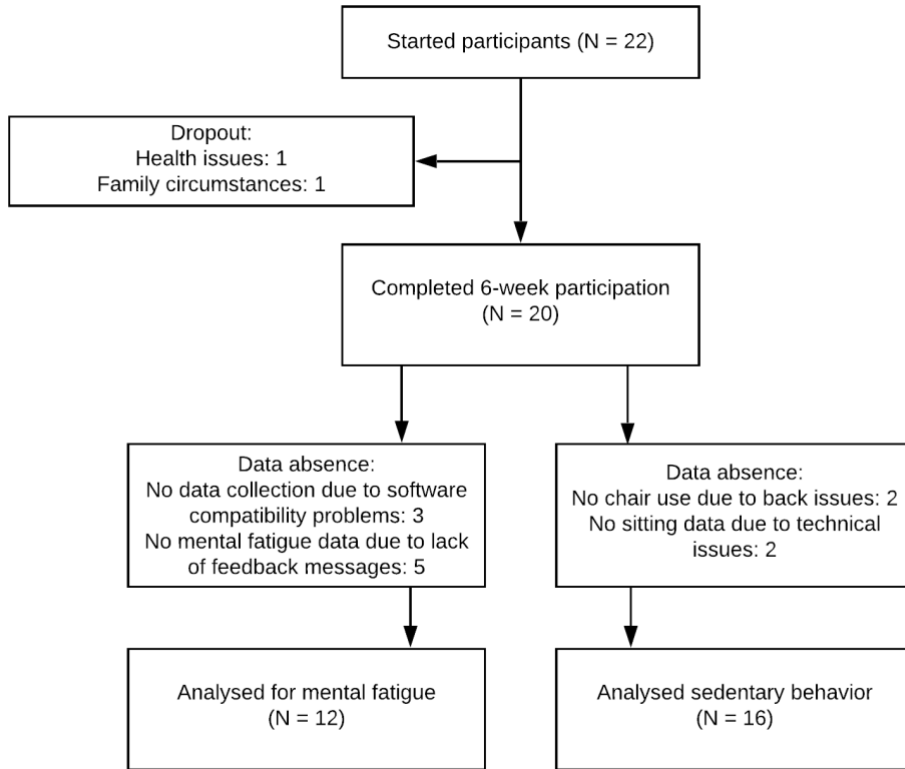 Started participants (N = 22)
Dropout:
Health issues: 1
Family circumstances: 1
Completed 6-week participation
(N = 20)
Data absence:
No data collection due to software
compatibility problems: 3
No mental fatigue data due to lack
of feedback messages: 5
Data absence:
No chair use due to back issues: 2
No sitting data due to technical
issues: 2
Analysed for mental fatigue
(N = 12)
Analysed sedentary behavior
(N = 16)